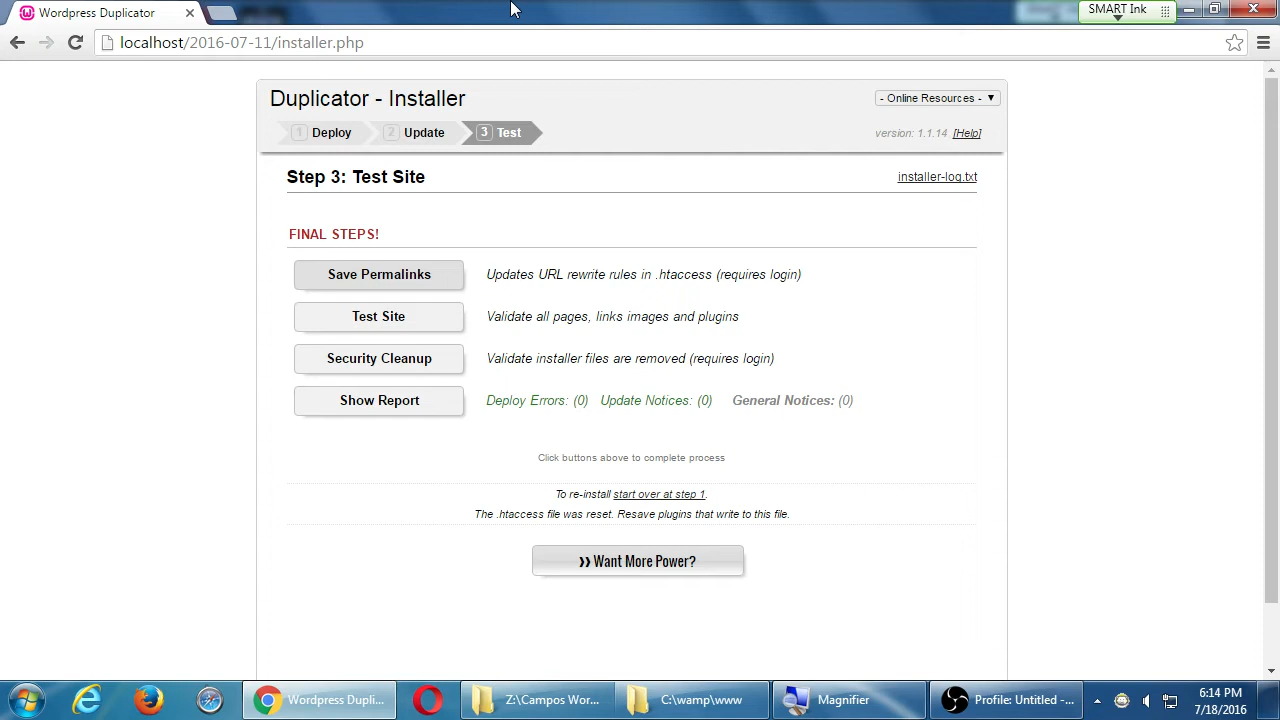 Wordpress Duplicator
SMART Ink
localhost/2016-07-11/installer.php
Duplicator - Installer
- Online Resources -
1 Deploy
2 Update
3 Test
version: 1.1.14 [Help]
Step 3: Test Site
installer-log.txt
FINAL STEPS!
Save Permalinks
Updates URL rewrite rules in .htaccess (requires login)
Test Site
Validate all pages, links images and plugins
Security Cleanup
Validate installer files are removed (requires login)
Show Report
Deploy Errors: (0) Update Notices: (0) General Notices: (0)
Click buttons above to complete process
To re-install start over at step 1.
The .htaccess file was reset. Resave plugins that write to this file.
Want More Power?
Wordpress Dupli...
Z:\Campos Wor...
C:\wamp\www
Magnifier
Profile: Untitled -...
6:14 PM
7/18/2016